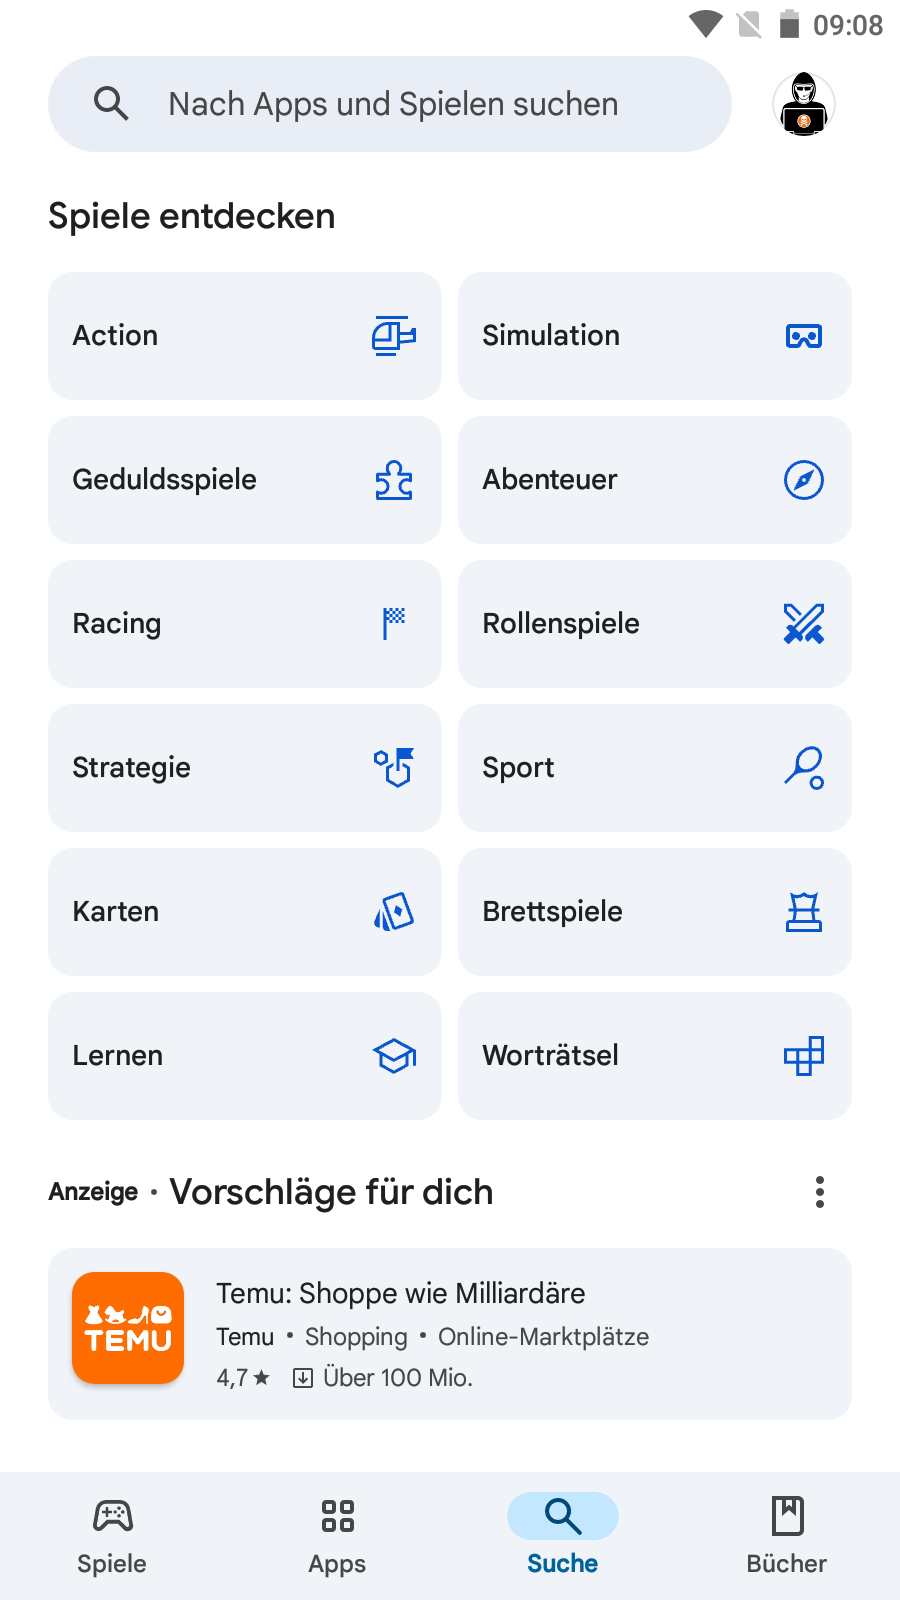 09:08
Nach Apps und Spielen suchen
Spiele entdecken
Action
Simulation
Geduldsspiele
Abenteuer
Racing
Rollenspiele
Strategie
Sport
Karten
Brettspiele
Lernen
Worträtsel
Anzeige • Vorschläge für dich
TEMU
Temu: Shoppe wie Milliardäre
Temu • Shopping • Online-Marktplätze
4,7★ Über 100 Mio.
Spiele
Apps
Suche
Bücher